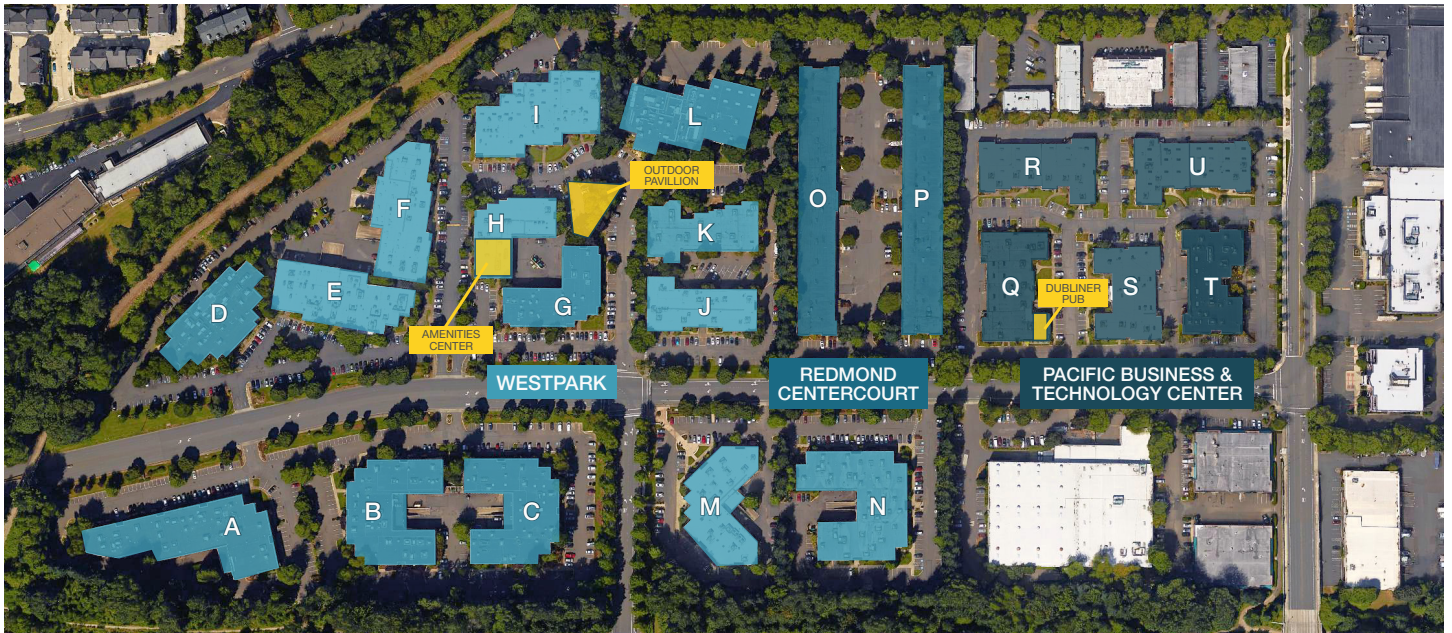 I
L
OUTDOOR
PAVILLION
R
U
F
O
P
H
K
E
D
G
J
Q
S
T
DUBLINER
PUB
AMENITIES
CENTER
WESTPARK
REDMOND
CENTERCOURT
PACIFIC BUSINESS &
TECHNOLOGY CENTER
A
B
C
M
N